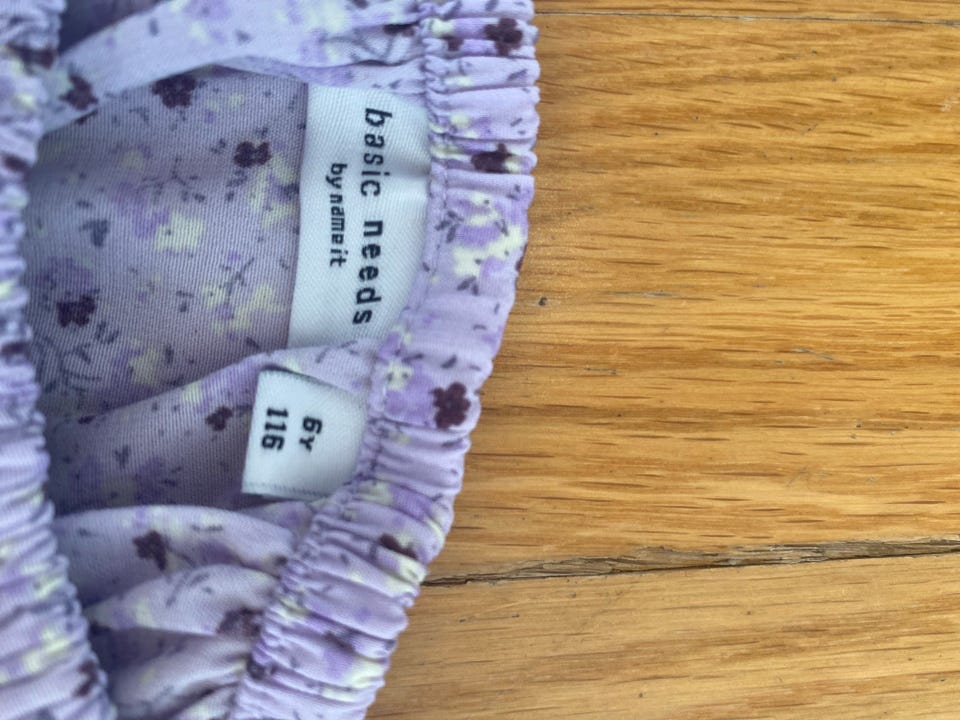 basic needs
by name it
6Y
116